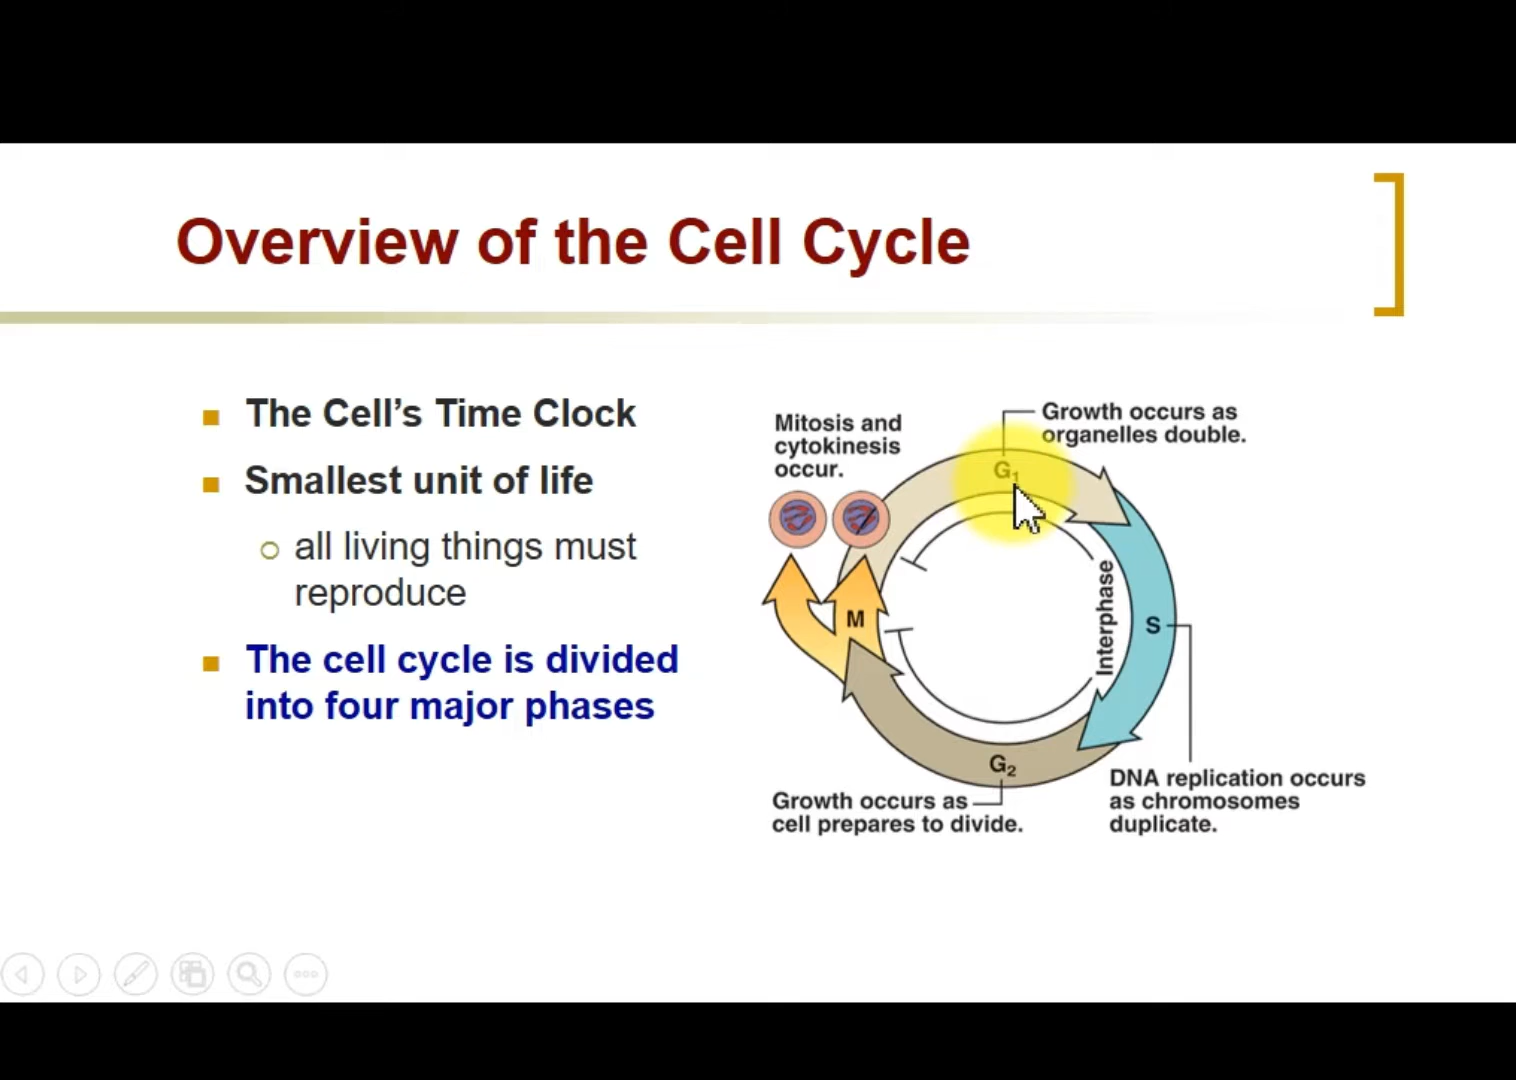 Overview of the Cell Cycle
The Cell’s Time Clock
Smallest unit of life
all living things must
reproduce
The cell cycle is divided
into four major phases
Mitosis and
cytokinesis
occur.
Growth occurs as
organelles double.
G₁
Interphase
S
M
G₂
Growth occurs as
cell prepares to divide.
DNA replication occurs
as chromosomes
duplicate.